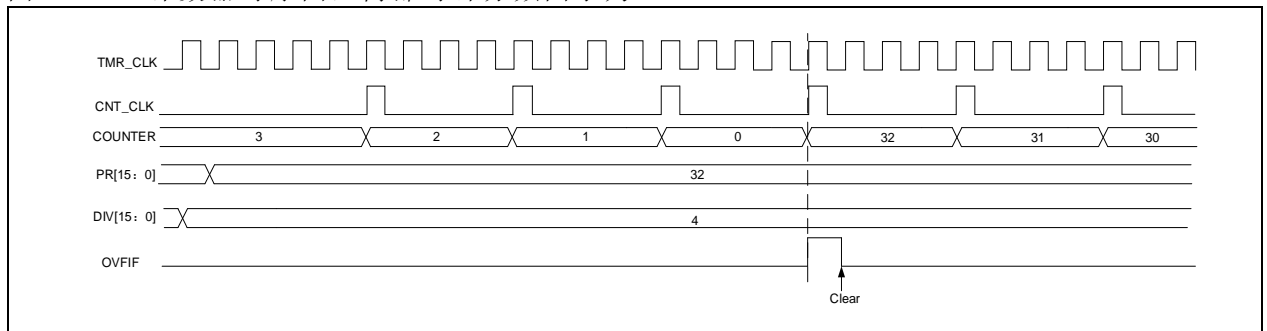 TMR_CLK
CNT_CLK
COUNTER 3 2 1 0 32 31 30
PR[15：0] 32
DIV[15：0] 4
OVFIF
Clear